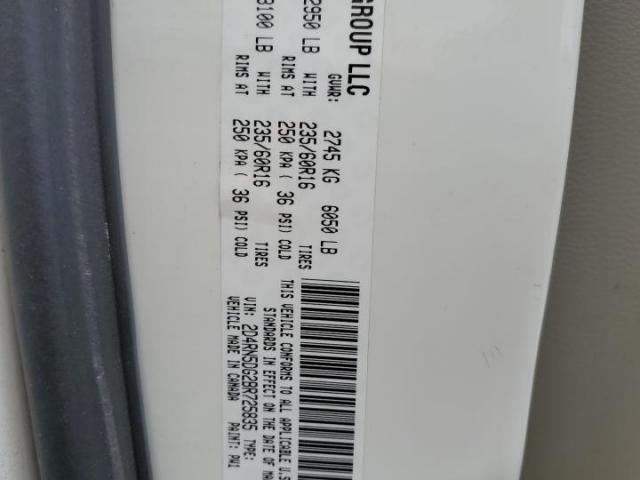 GROUP LLC
GVWR: 2745 KG 6050 LB
2950 LB WITH 235/60R16 TIRES
RIMS AT 250 KPA ( 36 PSI) COLD
3100 LB WITH 235/60R16 TIRES
RIMS AT 250 KPA ( 36 PSI) COLD
THIS VEHICLE CONFORMS TO ALL APPLICABLE U.S
STANDARDS IN EFFECT ON THE DATE OF MA
VIN: 2D4RN5DG2BR725835 TYPE:
VEHICLE MADE IN CANADA PAINT: PW1